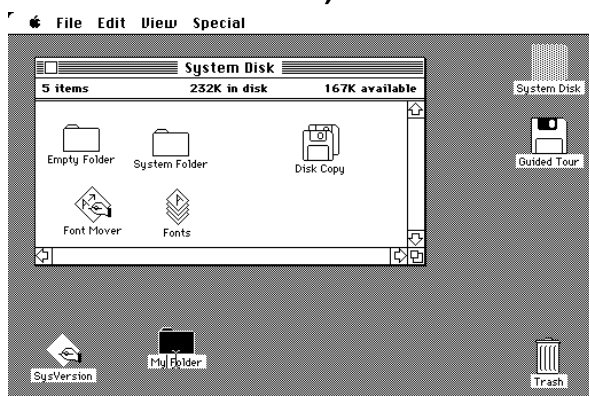 File Edit View Special
System Disk
5 items 232K in disk 167K available
Empty Folder System Folder Disk Copy
Font Mover Fonts
System Disk
Guided Tour
SysVersion My Folder Trash